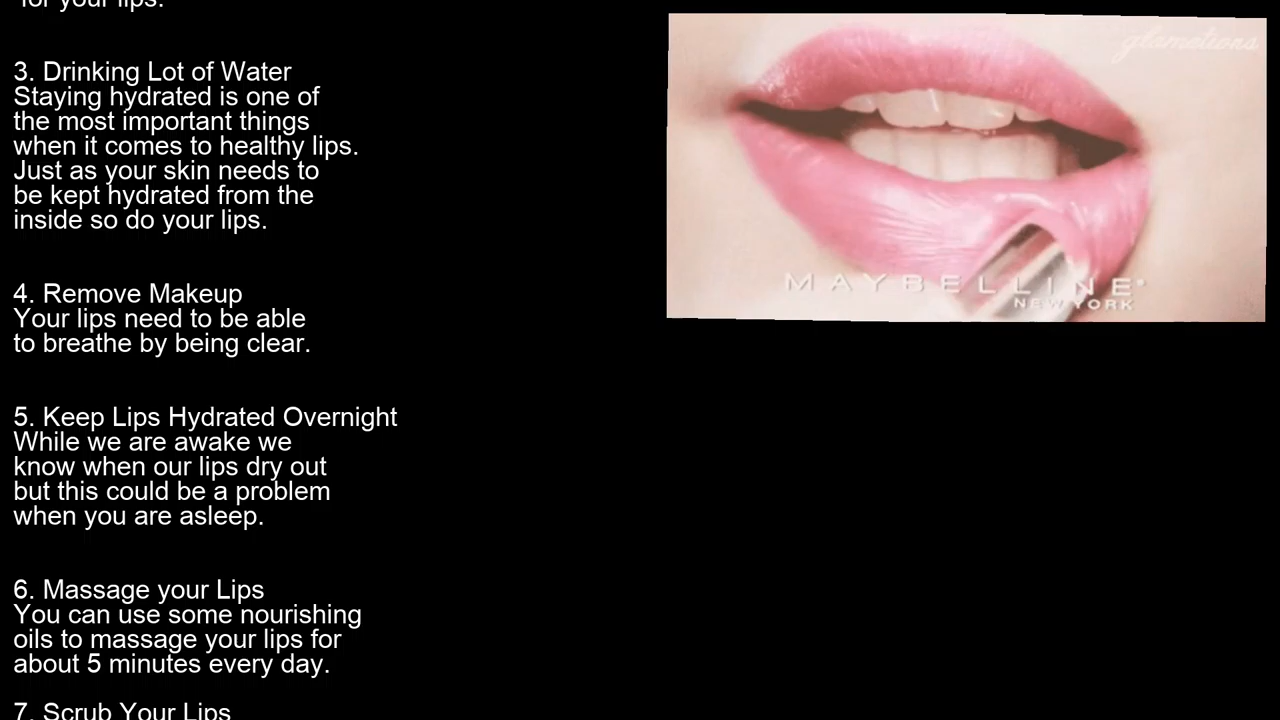 for your lips.
3. Drinking Lot of Water
Staying hydrated is one of
the most important things
when it comes to healthy lips.
Just as your skin needs to
be kept hydrated from the
inside so do your lips.
4. Remove Makeup
Your lips need to be able
to breathe by being clear.
5. Keep Lips Hydrated Overnight
While we are awake we
know when our lips dry out
but this could be a problem
when you are asleep.
6. Massage your Lips
You can use some nourishing
oils to massage your lips for
about 5 minutes every day.
7. Scrub Your Lips
glametions
MAYBELLINE
NEW YORK